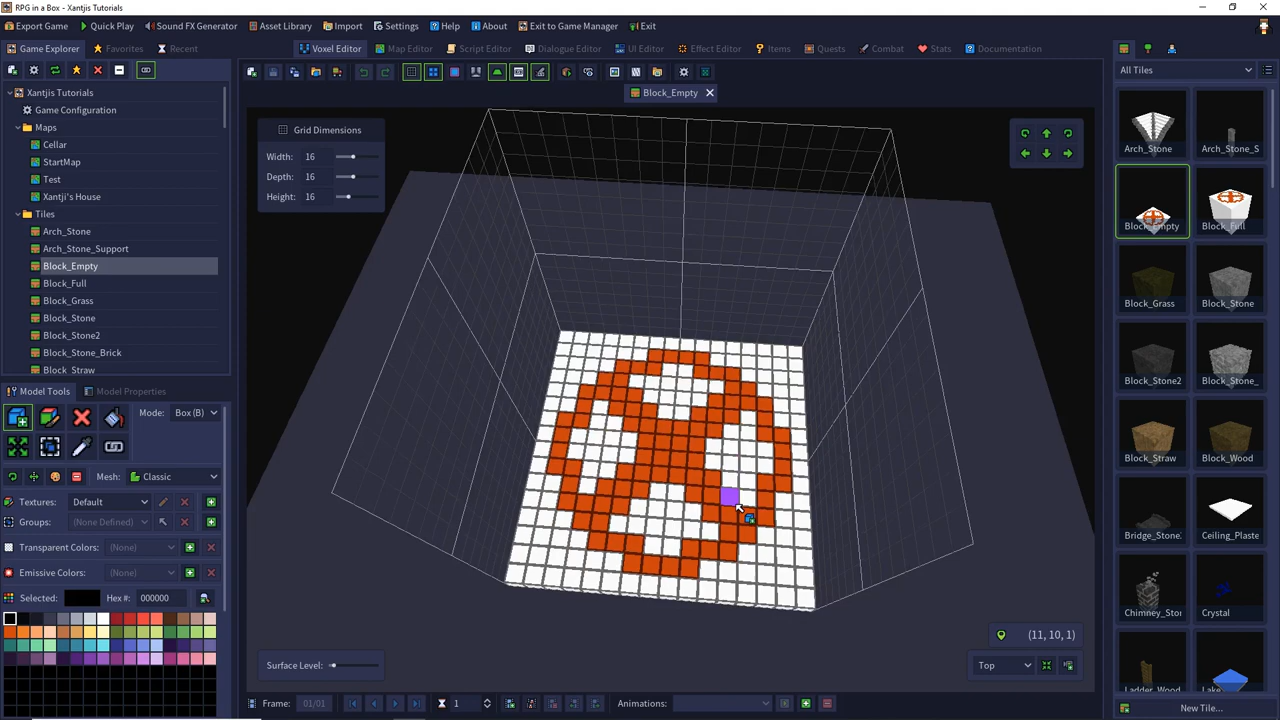 RPG in a Box - Xantjis Tutorials
Export Game Quick Play Sound FX Generator Asset Library Import Settings Help About Exit to Game Manager Exit
Game Explorer Favorites Recent
Voxel Editor Map Editor Script Editor Dialogue Editor UI Editor Effect Editor Items Quests Combat Stats Documentation
All Tiles
Block_Empty
Xantjis Tutorials
Game Configuration
Maps
Cellar
StartMap
Test
Xantji's House
Tiles
Arch_Stone
Arch_Stone_Support
Block_Empty
Block_Full
Block_Grass
Block_Stone
Block_Stone2
Block_Stone_Brick
Block_Straw
Grid Dimensions
Width: 16
Depth: 16
Height: 16
Model Tools Model Properties
Mode: Box (B)
Mesh: Classic
Textures: Default
Groups: (None Defined)
Transparent Colors: (None)
Emissive Colors: (None)
Selected: Hex #: 000000
Surface Level:
(11, 10, 1)
Top
Frame: 01/01 1 Animations:
Arch_Stone Arch_Stone_S
Block_Empty Block_Full
Block_Grass Block_Stone
Block_Stone2 Block_Stone_
Block_Straw Block_Wood
Bridge_Stone Ceiling_Plaste
Chimney_Stor Crystal
Ladder_Wood Lake
New Tile...